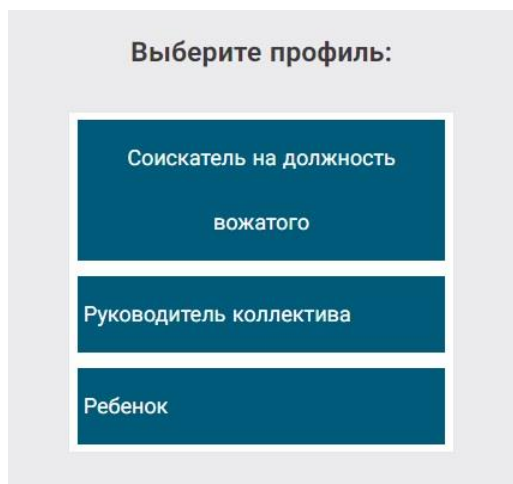 Выберите профиль:
Соискатель на должность
вожатого
Руководитель коллектива
Ребенок